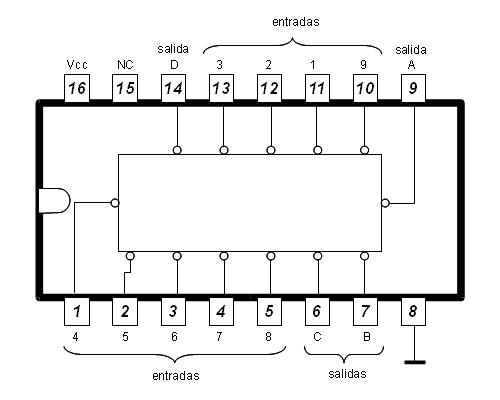 entradas
salida
salida
Vcc NC D 3 2 1 9 A
16 15 14 13 12 11 10 9
1 2 3 4 5 6 7 8
4 5 6 7 8 C B
entradas
salidas